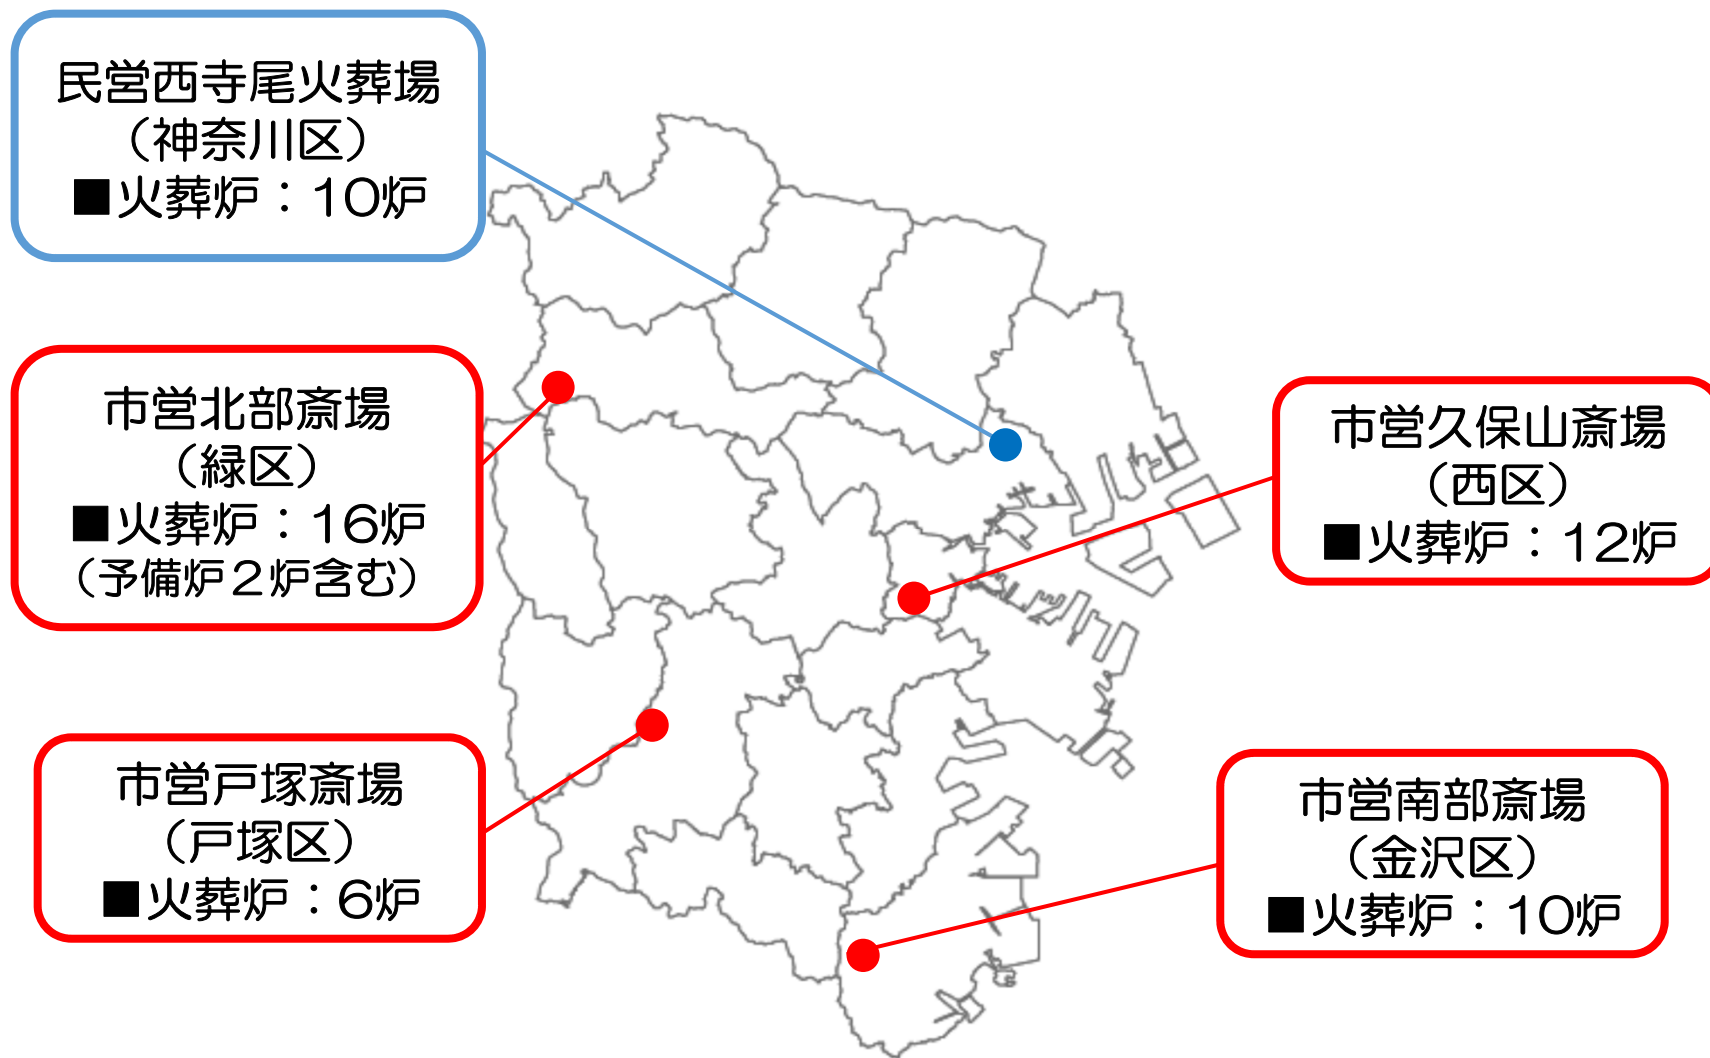 民営西寺尾火葬場
（神奈川区）
■火葬炉：10炉
市営北部斎場
（緑区）
■火葬炉：16炉
（予備炉２炉含む）
市営戸塚斎場
（戸塚区）
■火葬炉：6炉
市営久保山斎場
（西区）
■火葬炉：12炉
市営南部斎場
（金沢区）
■火葬炉：10炉